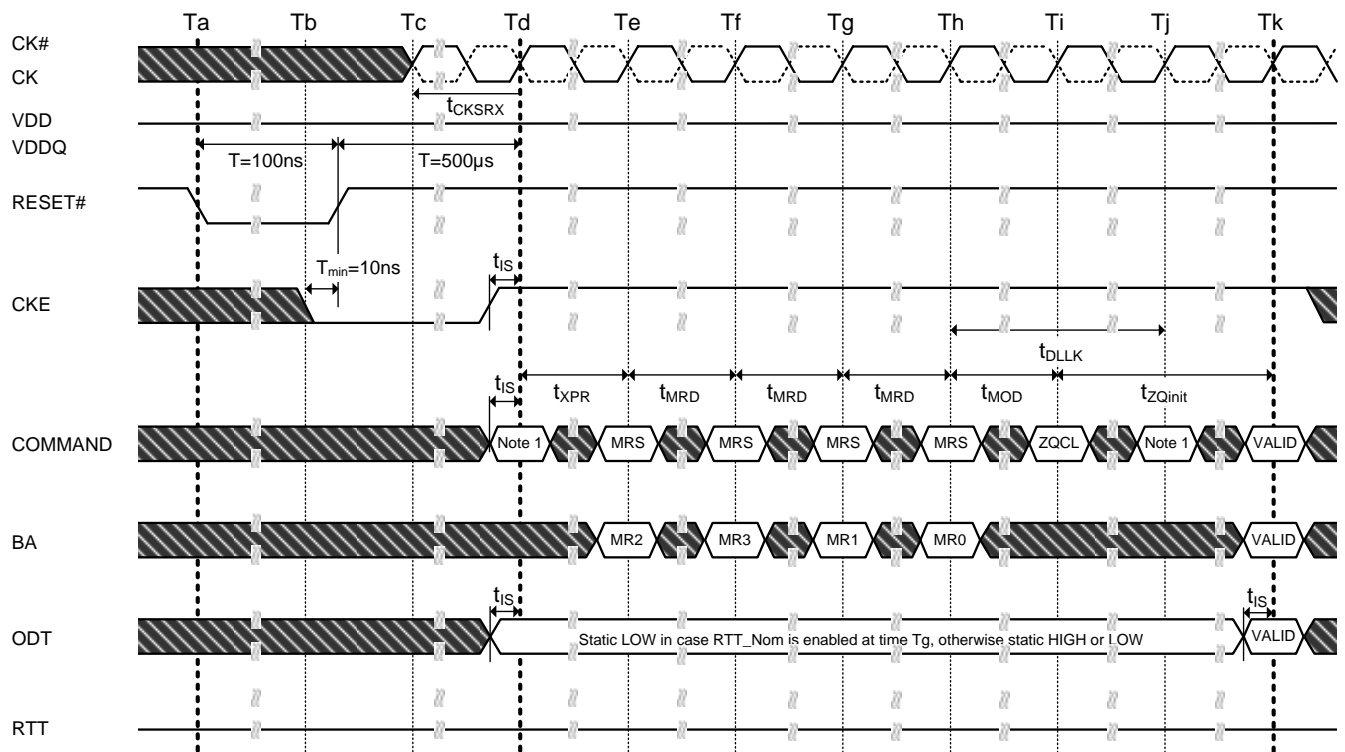 Ta Tb Tc Td Te Tf Tg Th Ti Tj Tk
CK#
CK
tCKSRX
VDD
VDDQ
T=100ns T=500µs
RESET#
Tmin=10ns
tIS
CKE
tDLLK
tIS
tXPR tMRD tMRD tMRD tMOD tZQinit
COMMAND Note 1 MRS MRS MRS MRS ZQCL Note 1 VALID
BA MR2 MR3 MR1 MR0 VALID
tIS tIS
ODT Static LOW in case RTT_Nom is enabled at time Tg, otherwise static HIGH or LOW VALID
RTT